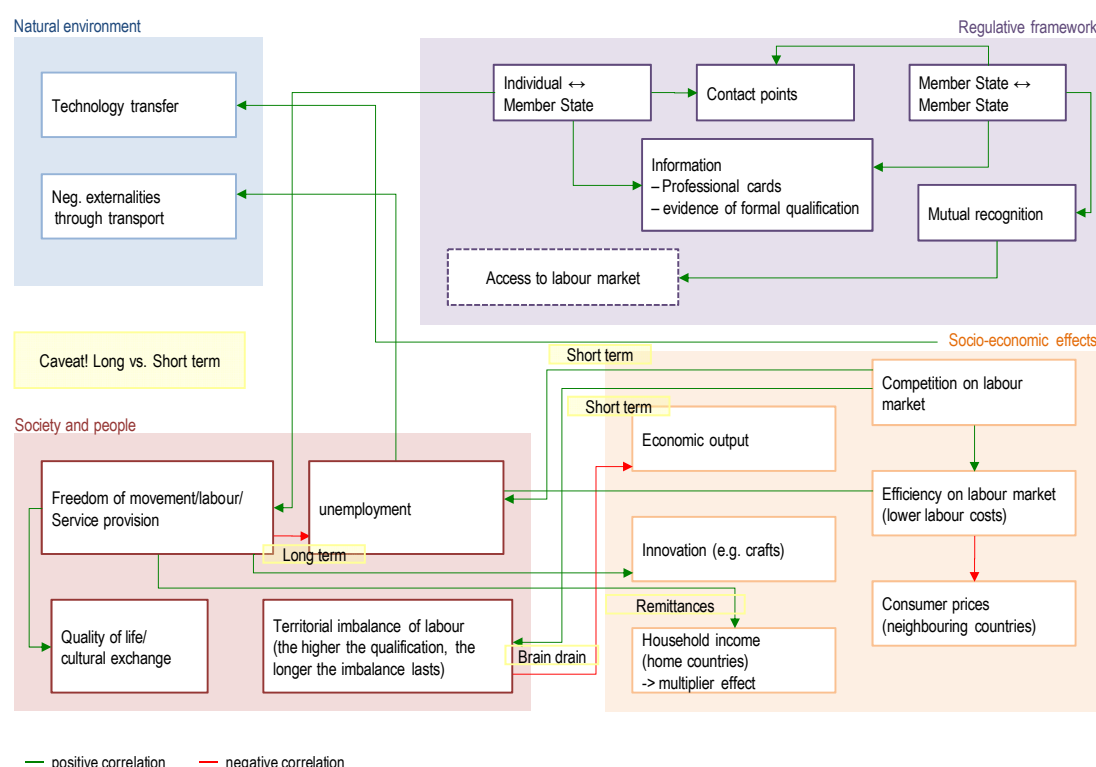 Natural environment
Regulative framework
Technology transfer
Individual ↔
Member State
Contact points
Member State ↔
Member State
Neg. externalities
through transport
Information
– Professional cards
– evidence of formal qualification
Mutual recognition
Access to labour market
Caveat! Long vs. Short term
Socio-economic effects
Short term
Competition on labour
market
Short term
Economic output
Society and people
Freedom of movement/labour/
Service provision
unemployment
Efficiency on labour market
(lower labour costs)
Long term
Innovation (e.g. crafts)
Remittances
Consumer prices
(neighbouring countries)
Quality of life/
cultural exchange
Territorial imbalance of labour
(the higher the qualification, the
longer the imbalance lasts)
Brain drain
Household income
(home countries)
-> multiplier effect
positive correlation
negative correlation